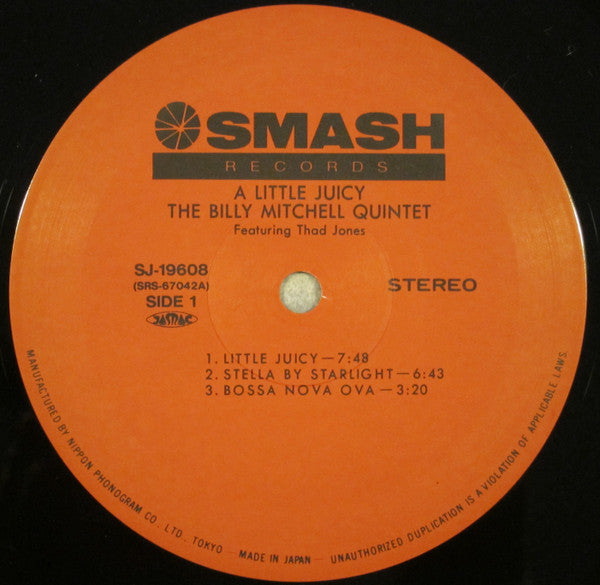 SMASH
RECORDS
A LITTLE JUICY
THE BILLY MITCHELL QUINTET
Featuring Thad Jones
SJ-19608
(SRS-67042A)
SIDE 1
JASRAC
STEREO
1. LITTLE JUICY—7:48
2. STELLA BY STARLIGHT—6:43
3. BOSSA NOVA OVA—3:20
MANUFACTURED BY NIPPON PHONOGRAM CO. LTD., TOKYO — MADE IN JAPAN — UNAUTHORIZED DUPLICATION IS A VIOLATION OF APPLICABLE LAWS.